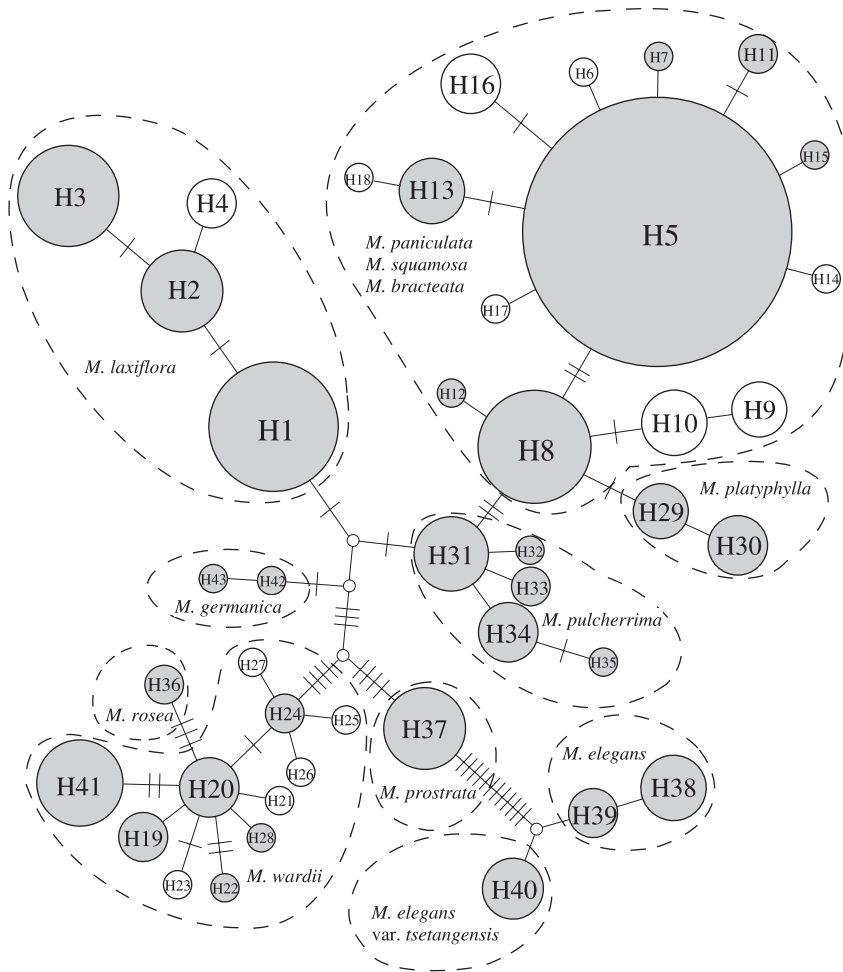 H16
H6
H7
H11
H3
H4
H18
H13
H15
H5
M. paniculata
M. squamosa
M. bracteata
H2
H14
H17
M. laxiflora
H12
H10
H9
H1
H8
M. platyphylla
H29
H30
H31
H32
H33
H43
H42
M. germanica
H34
M. pulcherrima
H35
H27
H36
M. rosea
H24
H25
H37
M. elegans
H41
H20
H26
H21
M. prostrata
H39
H38
H19
H28
H23
H22
M. wardii
H40
M. elegans
var. tsetangensis